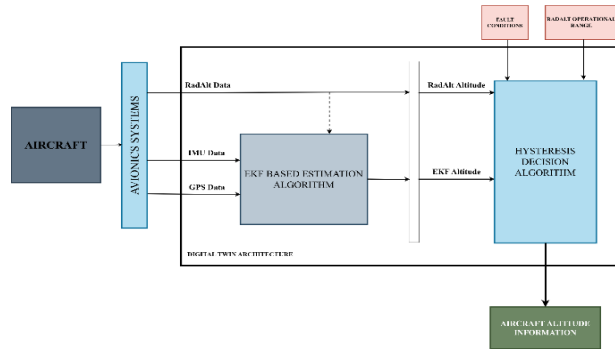 FAULT
CONDITIONS
RADALT OPERATIONAL
RANGE
RadAlt Data
RadAlt Altitude
AIRCRAFT
AVIONICS SYSTEMS
IMU Data
EKF BASED ESTIMATION
ALGORITHM
GPS Data
EKF Altitude
HYSTERESIS
DECISION
ALGORITHM
DIGITAL TWIN ARCHITECTURE
AIRCRAFT ALTITUDE
INFORMATION